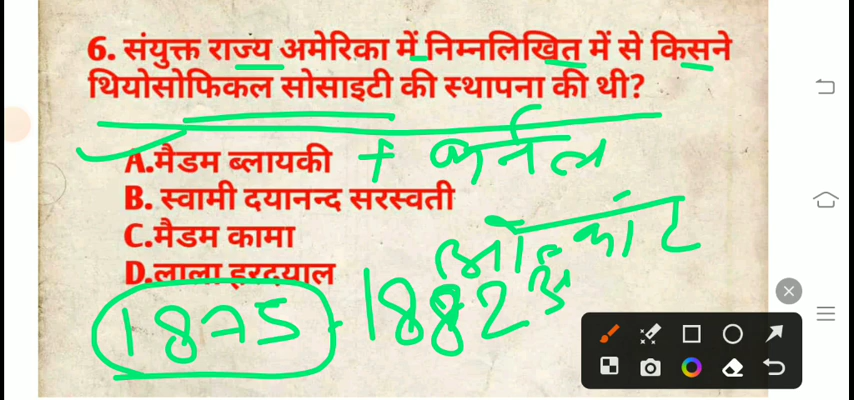 6. संयुक्त राज्य अमेरिका में निम्नलिखित में से किसने
थियोसोफिकल सोसाइटी की स्थापना की थी?
A.मैडम ब्लायकी + कर्नल
B. स्वामी दयानन्द सरस्वती
C.मैडम कामा
D.लाला हरदयाल
1875 - 1882